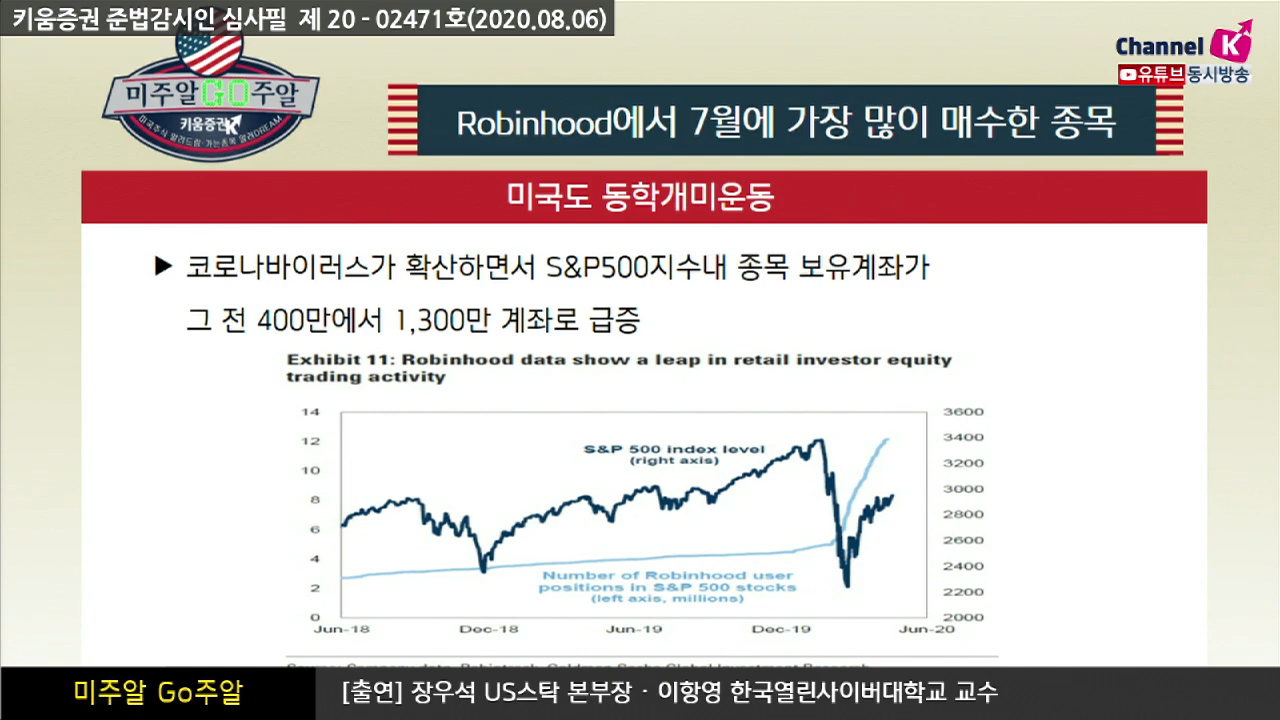 키움증권 준법감시인 심사필 제 20 - 02471호(2020.08.06)
Channel K
유튜브 동시방송
미주알GO주알
키움증권
Robinhood에서 7월에 가장 많이 매수한 종목
미국도 동학개미운동
▶ 코로나바이러스가 확산하면서 S&P500지수내 종목 보유계좌가
그 전 400만에서 1,300만 계좌로 급증
Exhibit 11: Robinhood data show a leap in retail investor equity
trading activity
14 3600
12 3400
10 3200
8 3000
6 2800
4 2600
2 2400
0 2200
2000
S&P 500 index level
(right axis)
Number of Robinhood user
positions in S&P 500 stocks
(left axis, millions)
Jun-18 Dec-18 Jun-19 Dec-19 Jun-20
미주알 Go주알
[출연] 장우석 US스탁 본부장 · 이항영 한국열린사이버대학교 교수